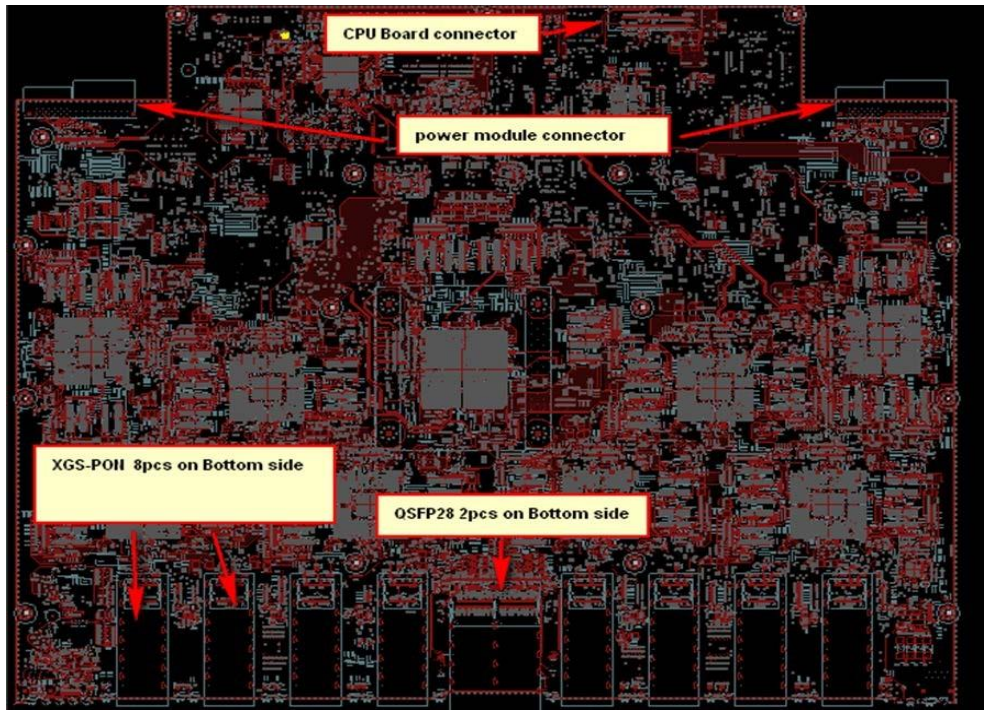 CPU Board connector
power module connector
XGS-PON  8pcs on Bottom side
QSFP28 2pcs on Bottom side